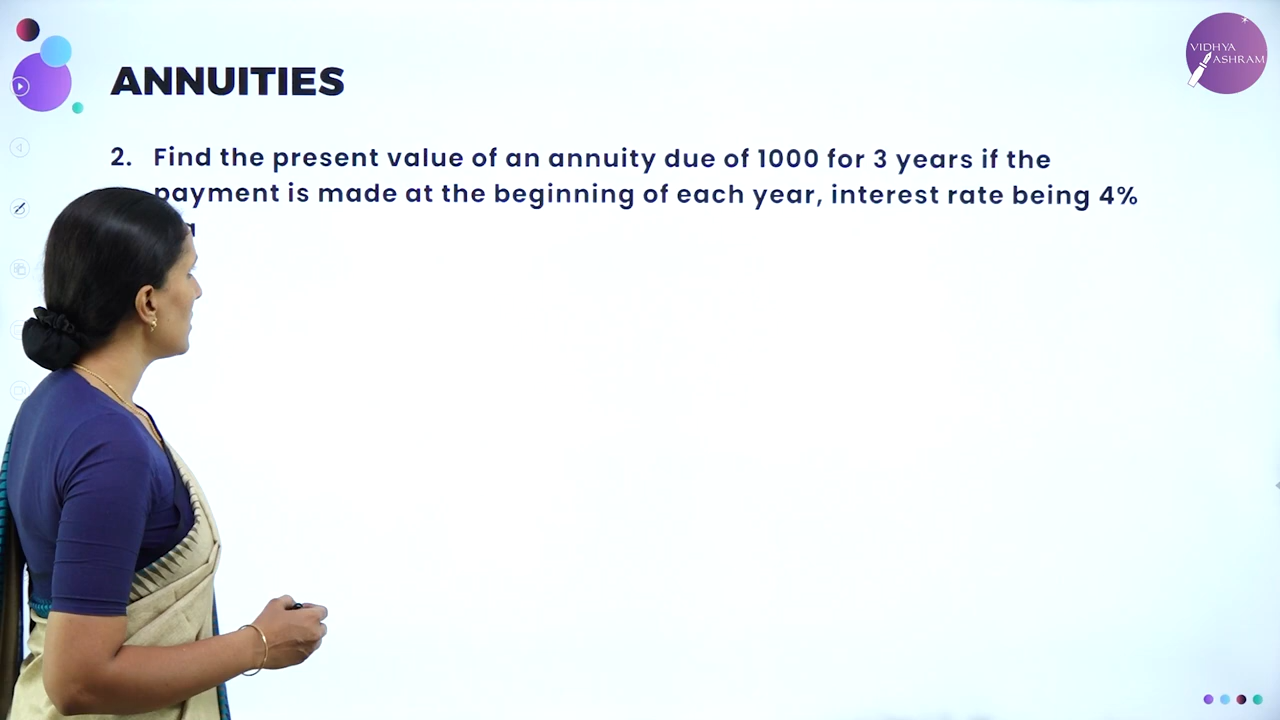 VIDHYA
ASHRAM
ANNUITIES
2. Find the present value of an annuity due of 1000 for 3 years if the
payment is made at the beginning of each year, interest rate being 4%